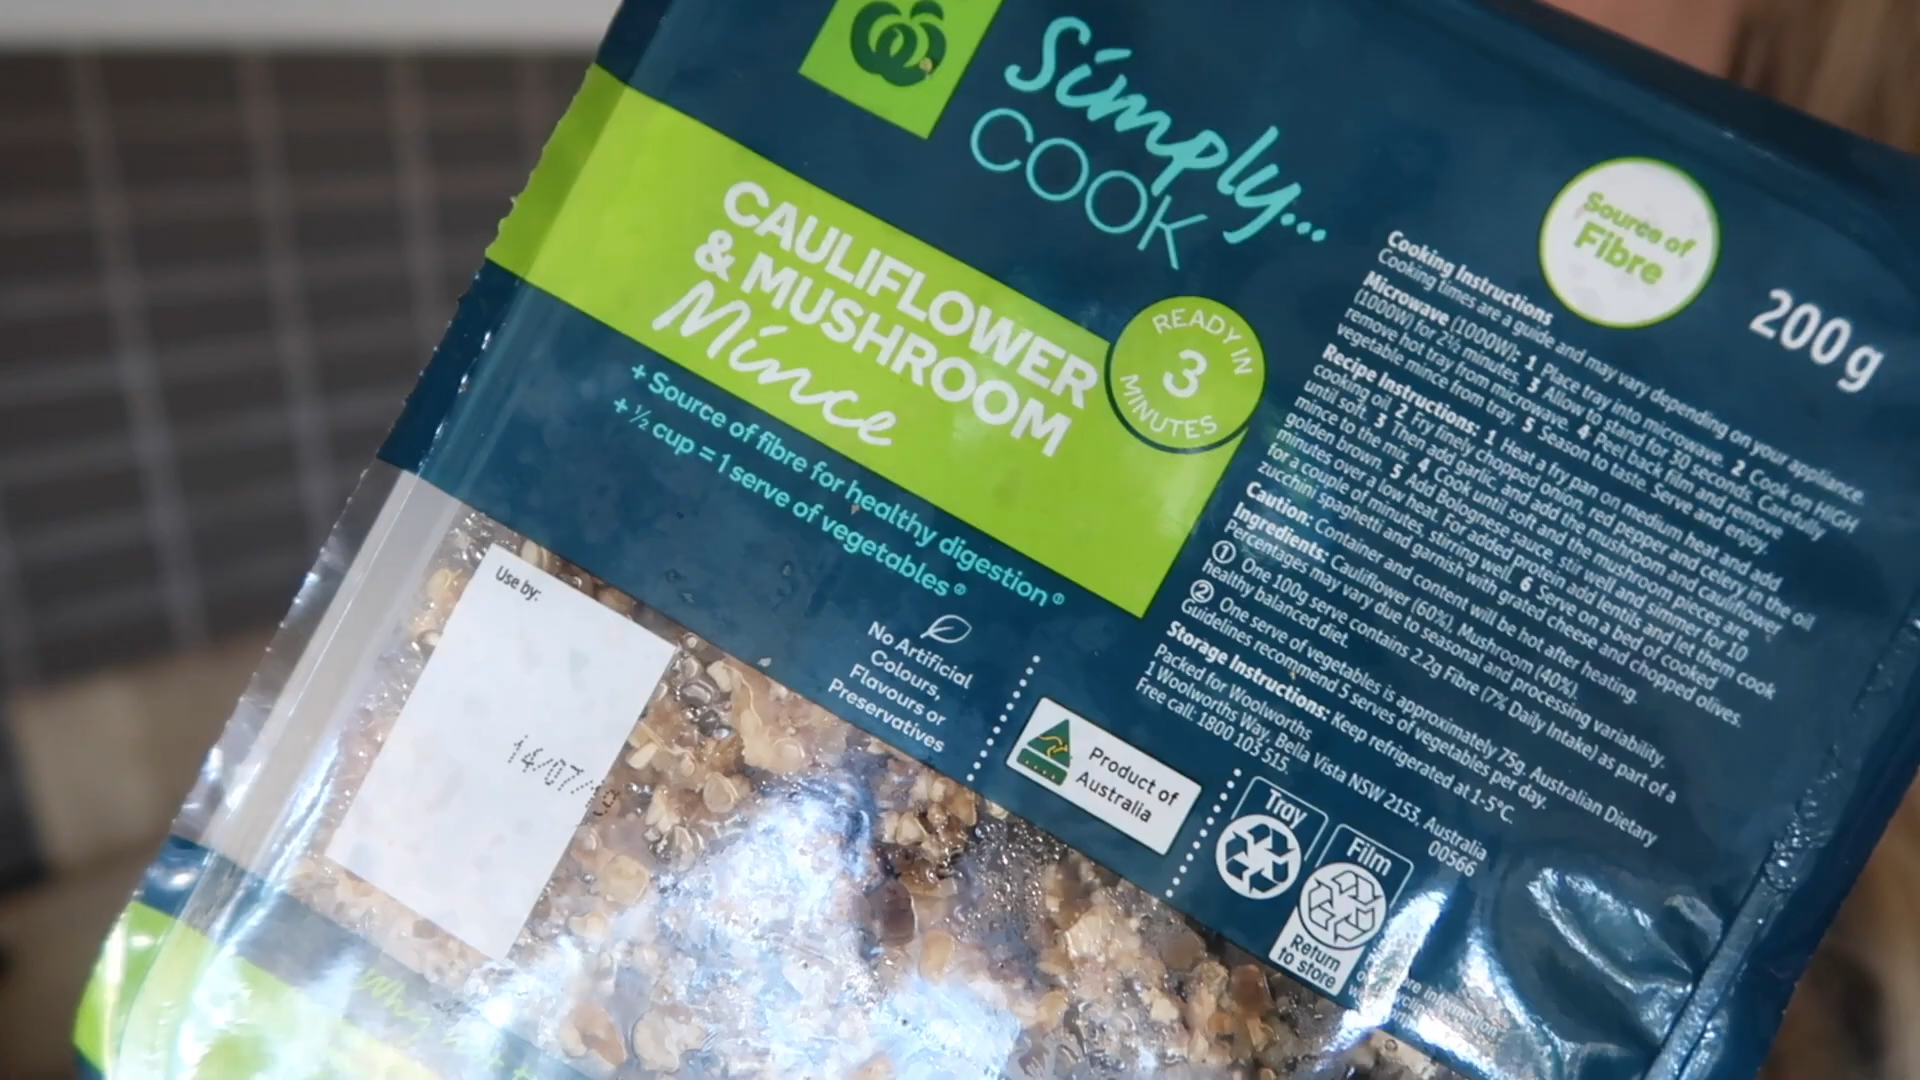 Simply...
COOK
CAULIFLOWER
& MUSHROOM
Mince
READY IN
3
MINUTES
+ Source of fibre for healthy digestion①
+ ½ cup = 1 serve of vegetables②
Use by:
14/07/
No Artificial
Colours,
Flavours or
Preservatives
Product of
Australia
Source of
Fibre
200g
Cooking Instructions
Cooking times are a guide and may vary depending on your appliance.
Microwave (1000W): 1 Place tray into microwave. 2 Cook on HIGH
(1000W) for 2½ minutes. 3 Allow to stand for 30 seconds. Carefully
remove hot tray from microwave. 4 Peel back film and remove
vegetable mince from tray. 5 Season to taste. Serve and enjoy.
Recipe Instructions: 1 Heat a fry pan on medium heat and add
cooking oil 2 Fry finely chopped onion, red pepper and celery in the oil
until soft. 3 Then add garlic, and add the mushroom and cauliflower
mince to the mix. 4 Cook until soft and the mushroom pieces are
golden brown. 5 Add Bolognese sauce, stir well and simmer for 10
minutes over a low heat. For added protein add lentils and let them cook
for a couple of minutes, stirring well. 6 Serve on a bed of cooked
zucchini spaghetti and garnish with grated cheese and chopped olives.
Caution: Container and content will be hot after heating.
Ingredients: Cauliflower (60%), Mushroom (40%).
Percentages may vary due to seasonal and processing variability.
① One 100g serve contains 2.2g Fibre (7% Daily Intake) as part of a
healthy balanced diet.
② One serve of vegetables is approximately 75g. Australian Dietary
Guidelines recommend 5 serves of vegetables per day.
Storage Instructions: Keep refrigerated at 1-5°C.
Packed for Woolworths
1 Woolworths Way, Bella Vista NSW 2153, Australia
Free call: 1800 103 515.
00566
Tray
Film
Return
to store
information
Why